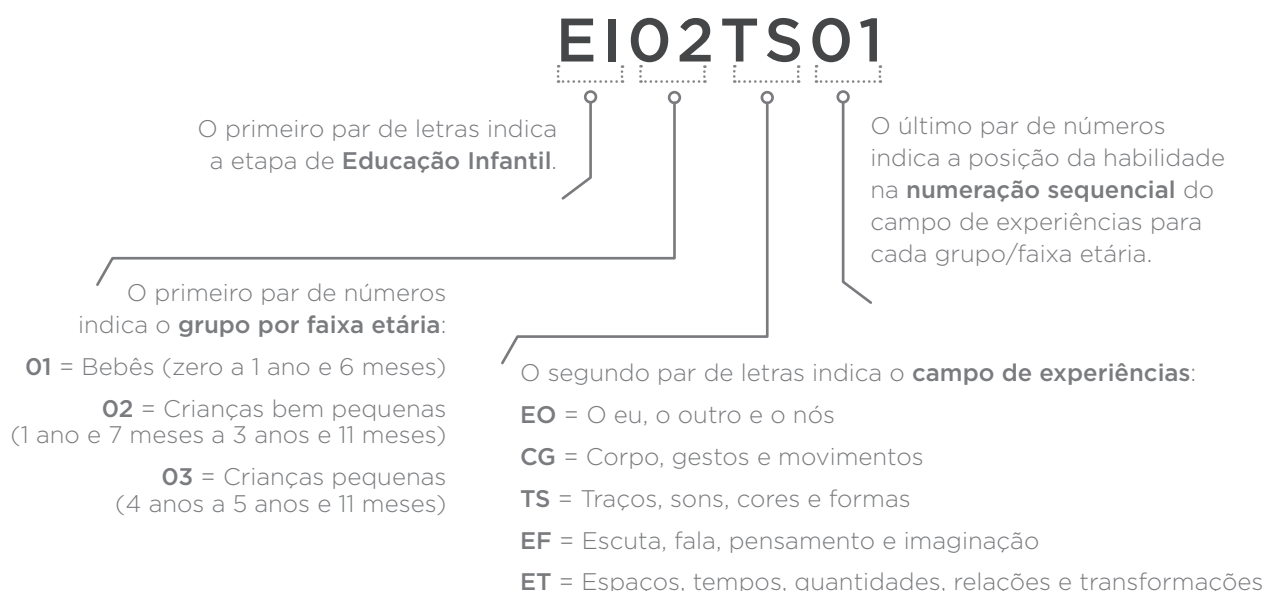 EI02TS01
O primeiro par de letras indica
a etapa de Educação Infantil.
O último par de números
indica a posição da habilidade
na numeração sequencial do
campo de experiências para
cada grupo/faixa etária.
O primeiro par de números
indica o grupo por faixa etária:
01 = Bebês (zero a 1 ano e 6 meses)
02 = Crianças bem pequenas
(1 ano e 7 meses a 3 anos e 11 meses)
03 = Crianças pequenas
(4 anos a 5 anos e 11 meses)
O segundo par de letras indica o campo de experiências:
EO = O eu, o outro e o nós
CG = Corpo, gestos e movimentos
TS = Traços, sons, cores e formas
EF = Escuta, fala, pensamento e imaginação
ET = Espaços, tempos, quantidades, relações e transformações